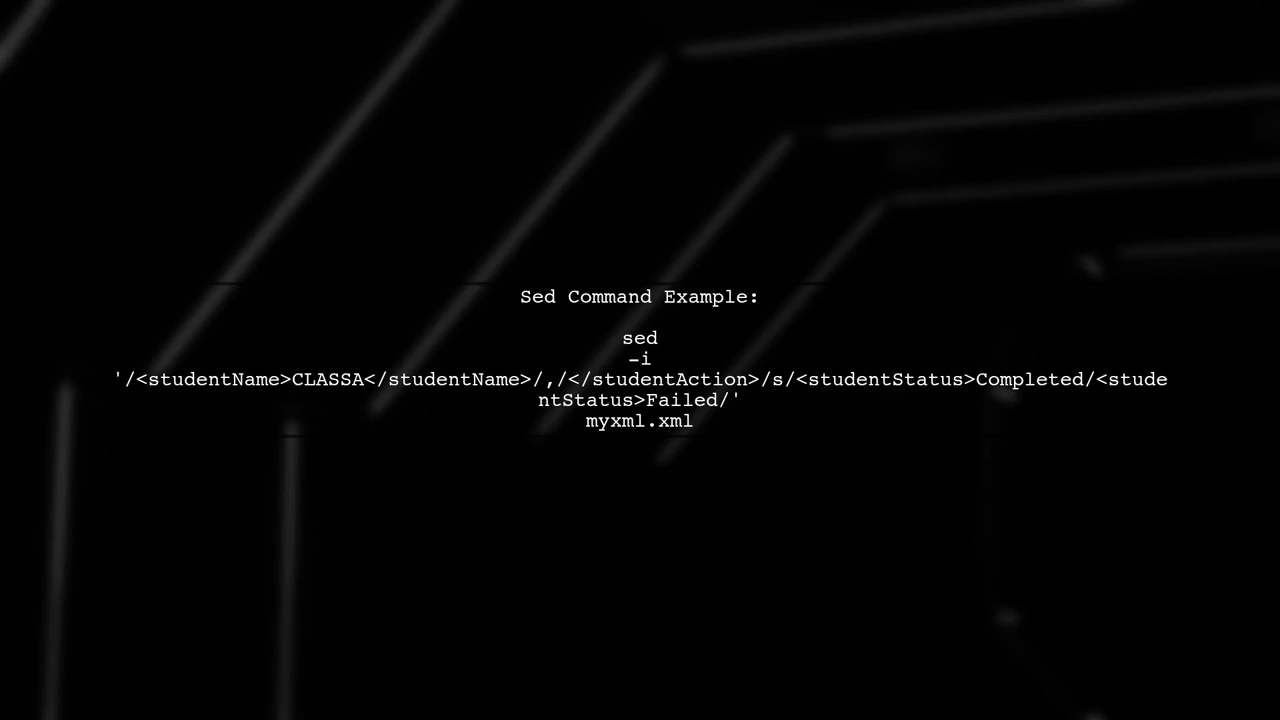 Sed Command Example:
sed
-i
'/<studentName>CLASSA</studentName>/,/</studentAction>/s/<studentStatus>Completed/<stude
ntStatus>Failed/'
myxml.xml